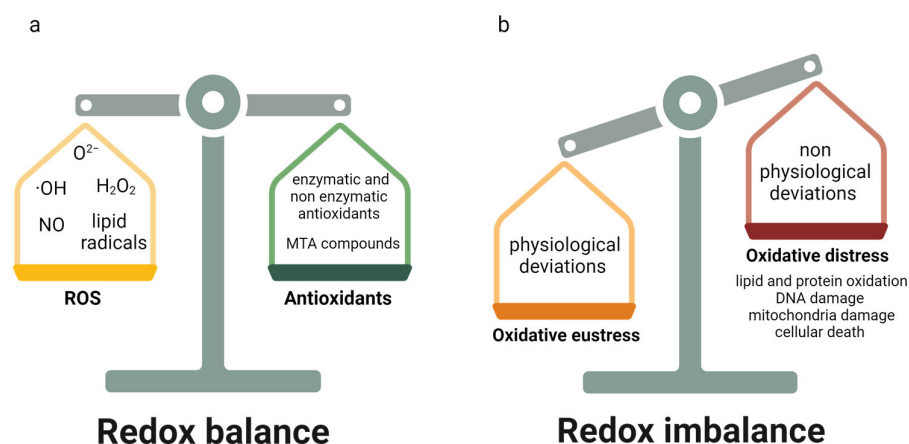 a
O²⁻
·OH H₂O₂
NO lipid
radicals
ROS
enzymatic and
non enzymatic
antioxidants
MTA compounds
Antioxidants
Redox balance
b
physiological
deviations
Oxidative eustress
non
physiological
deviations
Oxidative distress
lipid and protein oxidation
DNA damage
mitochondria damage
cellular death
Redox imbalance